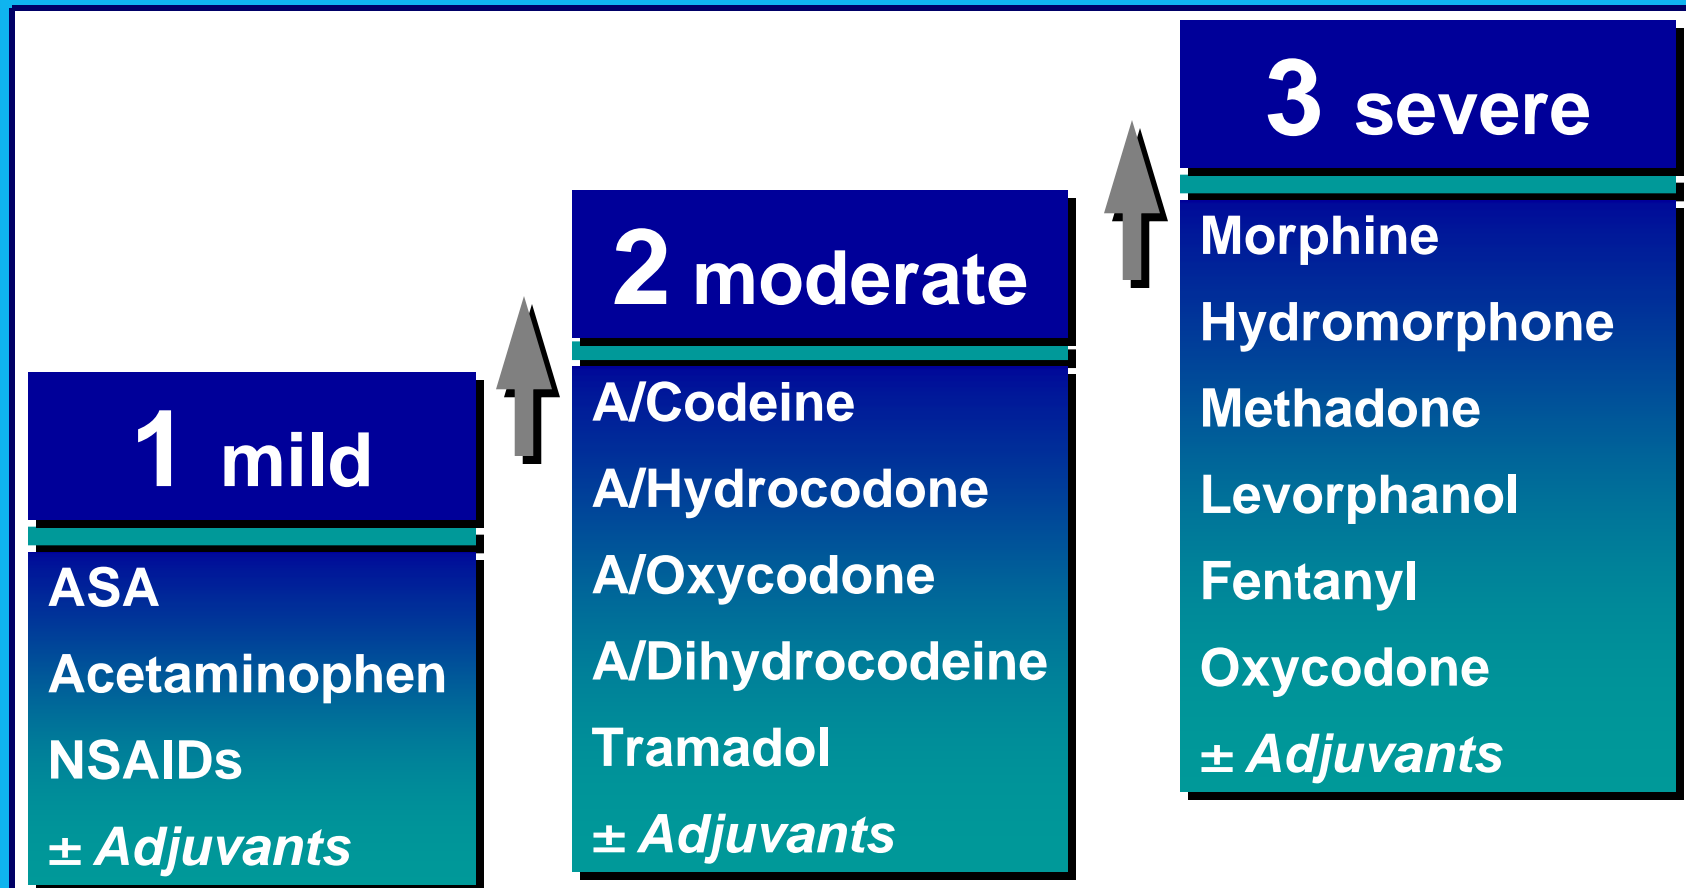 1 mild
ASA
Acetaminophen
NSAIDs
± Adjuvants
2 moderate
A/Codeine
A/Hydrocodone
A/Oxycodone
A/Dihydrocodeine
Tramadol
± Adjuvants
3 severe
Morphine
Hydromorphone
Methadone
Levorphanol
Fentanyl
Oxycodone
± Adjuvants